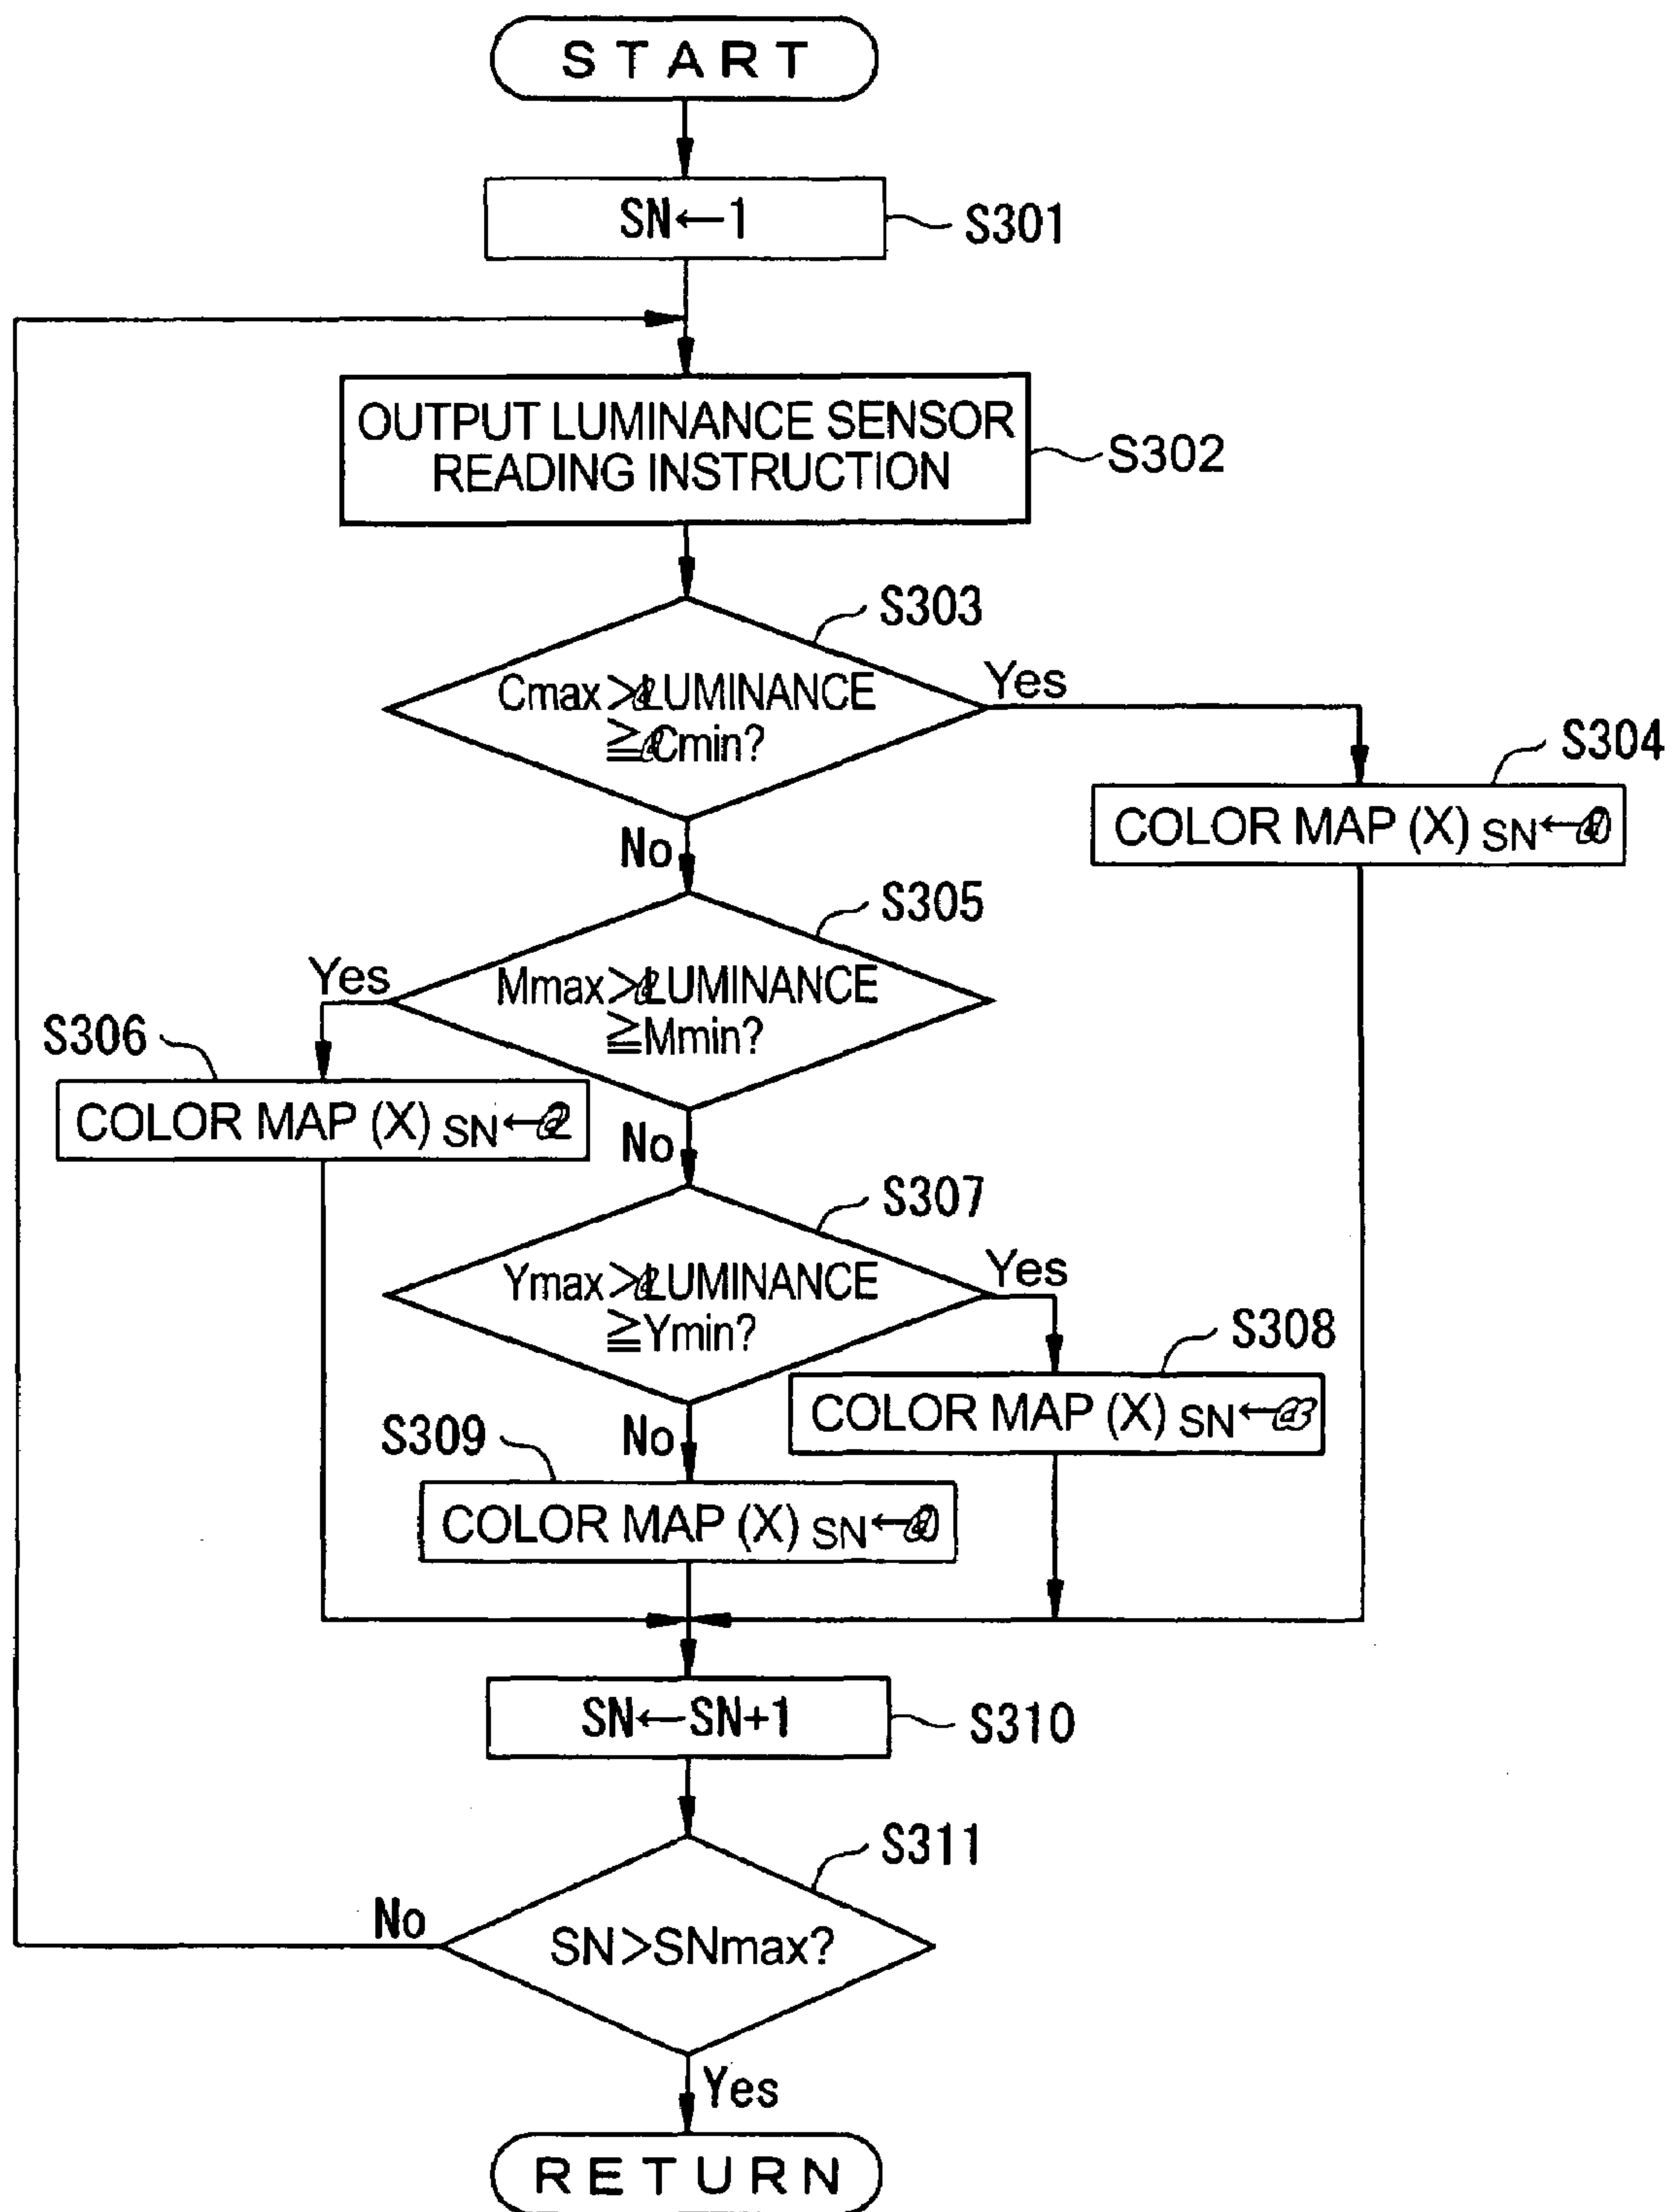 START
SN←1
S301
OUTPUT LUMINANCE SENSOR
READING INSTRUCTION
S302
S303
Cmax>LUMINANCE
≧Cmin?
Yes
No
S304
COLOR MAP (X) SN←
S305
Mmax>LUMINANCE
≧Mmin?
Yes
No
S306
COLOR MAP (X) SN←2
S307
Ymax>LUMINANCE
≧Ymin?
Yes
No
S308
COLOR MAP (X) SN←3
S309
COLOR MAP (X) SN←
SN←SN+1
S310
S311
SN>SNmax?
No
Yes
RETURN